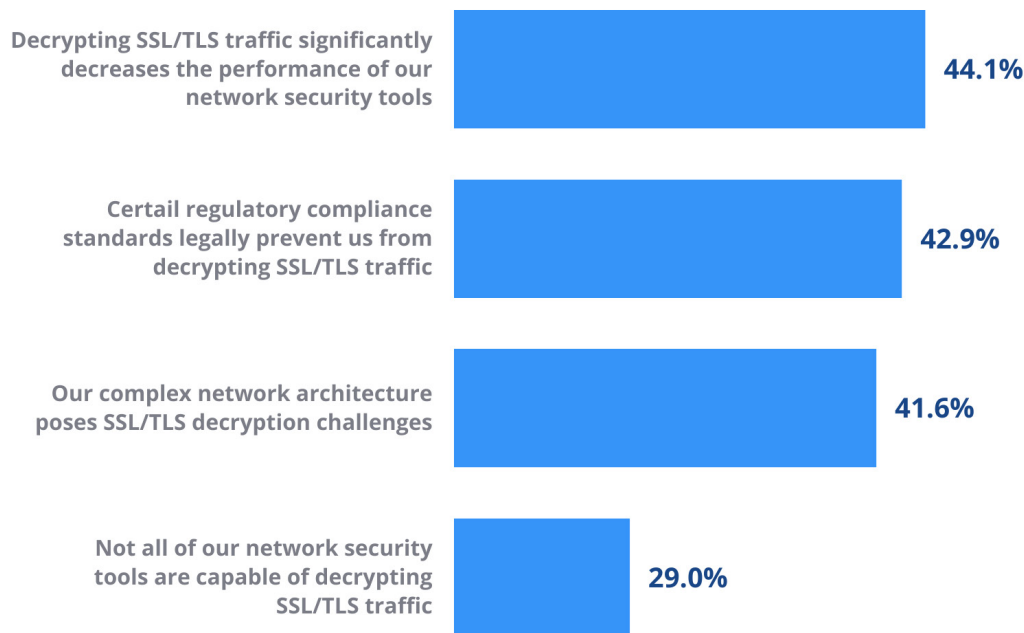 Decrypting SSL/TLS traffic significantly
decreases the performance of our
network security tools
44.1%
Certail regulatory compliance
standards legally prevent us from
decrypting SSL/TLS traffic
42.9%
Our complex network architecture
poses SSL/TLS decryption challenges
41.6%
Not all of our network security
tools are capable of decrypting
SSL/TLS traffic
29.0%